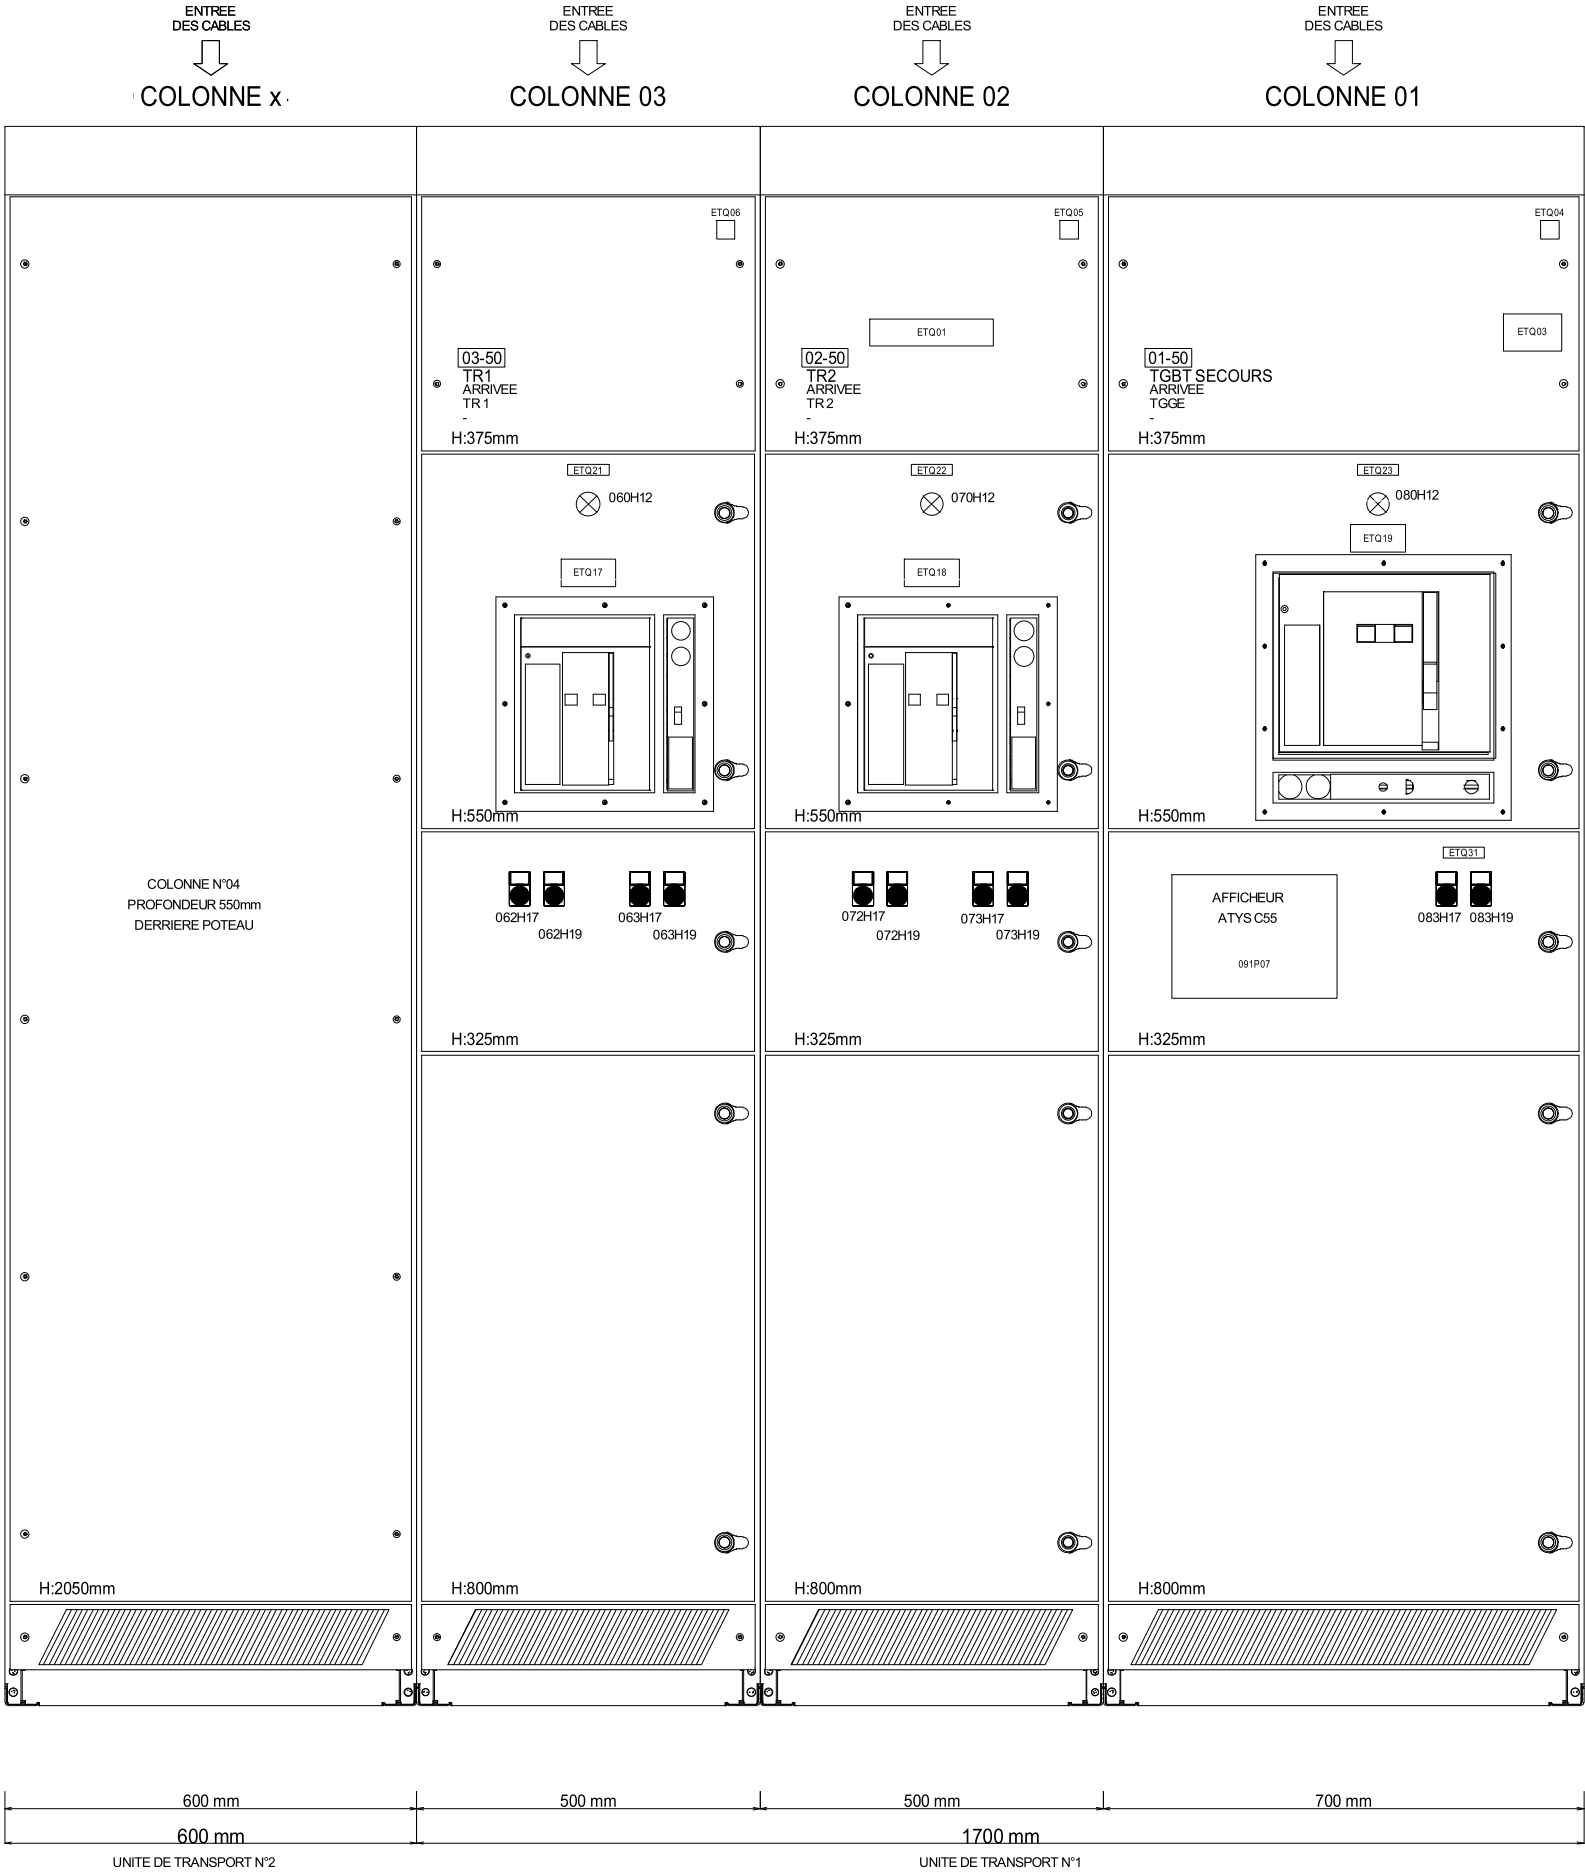 ENTREE
DES CABLES
ENTREE
DES CABLES
ENTREE
DES CABLES
ENTREE
DES CABLES
COLONNE x
COLONNE 03
COLONNE 02
COLONNE 01
ETQ06
ETQ05
ETQ04
ETQ01
ETQ03
03-50
TR1
ARRIVEE
TR 1
-
H:375mm
02-50
TR2
ARRIVEE
TR 2
-
H:375mm
01-50
TGBT SECOURS
ARRIVEE
TGGE
-
H:375mm
ETQ21
060H12
ETQ17
H:550mm
ETQ22
070H12
ETQ18
H:550mm
ETQ23
080H12
ETQ19
H:550mm
COLONNE N°04
PROFONDEUR 550mm
DERRIERE POTEAU
062H17
062H19
063H17
063H19
H:325mm
072H17
072H19
073H17
073H19
H:325mm
ETQ31
AFFICHEUR
ATYS C55
091P07
083H17
083H19
H:325mm
H:2050mm
H:800mm
H:800mm
H:800mm
600 mm
500 mm
500 mm
700 mm
600 mm
1700 mm
UNITE DE TRANSPORT N°2
UNITE DE TRANSPORT N°1